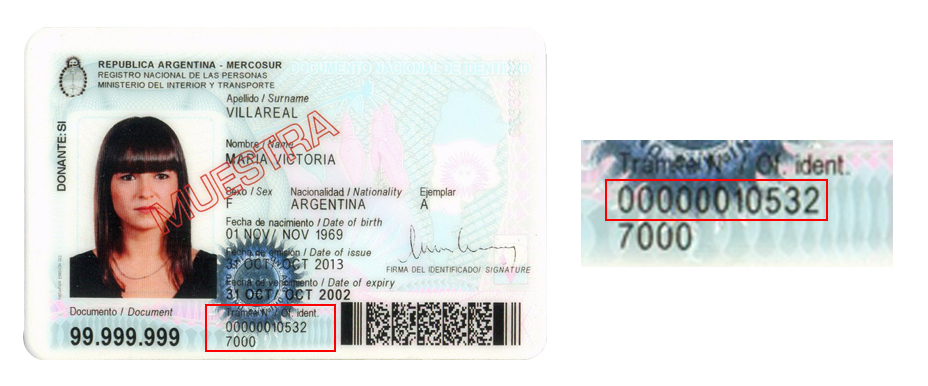 REPUBLICA ARGENTINA - MERCOSUR
REGISTRO NACIONAL DE LAS PERSONAS
MINISTERIO DEL INTERIOR Y TRANSPORTE
Apellido / Surname
VILLAREAL
Nombre / Name
MARIA VICTORIA
MUESTRA
Sexo / Sex Nacionalidad / Nationality Ejemplar
F ARGENTINA A
Fecha de nacimiento / Date of birth
01 NOV/ NOV 1969
Fecha de emisión / Date of issue
31 OCT/ OCT 2013
FIRMA DEL IDENTIFICADO/ SIGNATURE
Fecha de vencimiento / Date of expiry
31 OCT/ OCT 2002
DONANTE: SI
Documento / Document
99.999.999
Tramite N° / Of. ident.
00000010532
7000
Tramite N° / Of. ident.
00000010532
7000